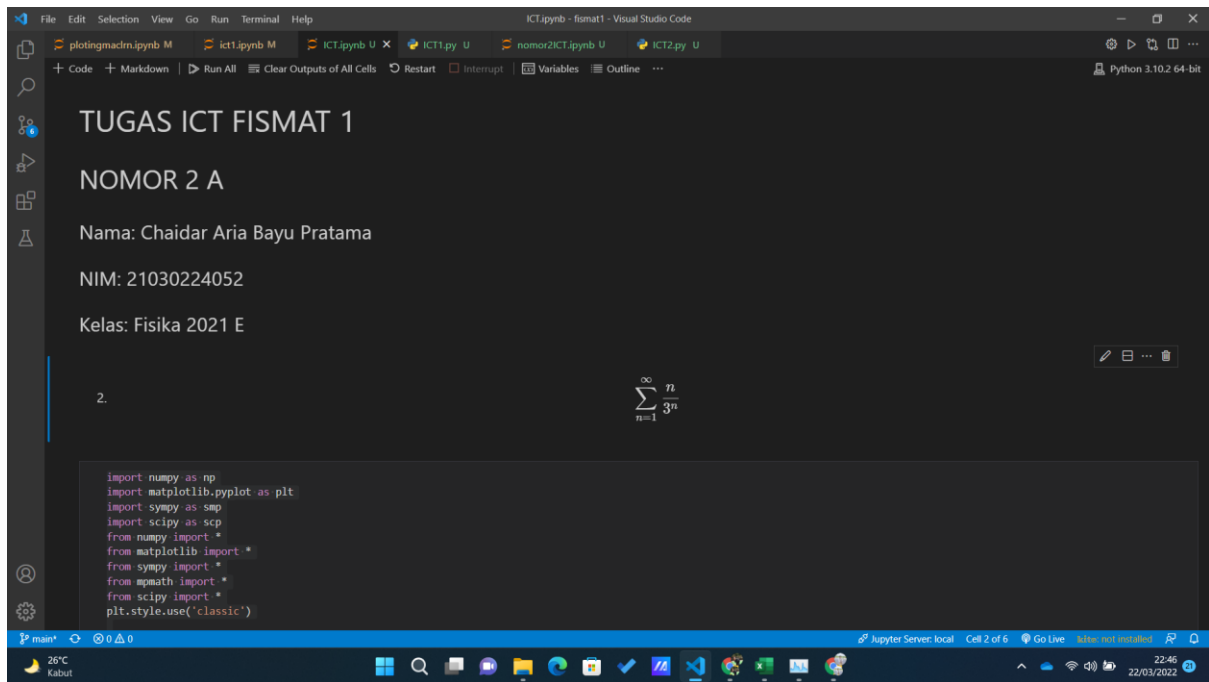 File Edit Selection View Go Run Terminal Help ICT.ipynb - fismat1 - Visual Studio Code
plotingmaclrn.ipynb M ict1.ipynb M ICT.ipynb U ICT1.py U nomor2ICT.ipynb U ICT2.py U
+ Code + Markdown Run All Clear Outputs of All Cells Restart Interrupt Variables Outline ··· Python 3.10.2 64-bit
6
TUGAS ICT FISMAT 1
NOMOR 2 A
Nama: Chaidar Aria Bayu Pratama
NIM: 21030224052
Kelas: Fisika 2021 E
2. ∑_{n=1}^{∞} n/3^n
import numpy as np
import matplotlib.pyplot as plt
import sympy as smp
import scipy as scp
from numpy import *
from matplotlib import *
from sympy import *
from mpmath import *
from scipy import *
plt.style.use('classic')
main* 0 0 Jupyter Server: local Cell 2 of 6 Go Live kite: not installed
26°C
Kabut
22:46
22/03/2022
21